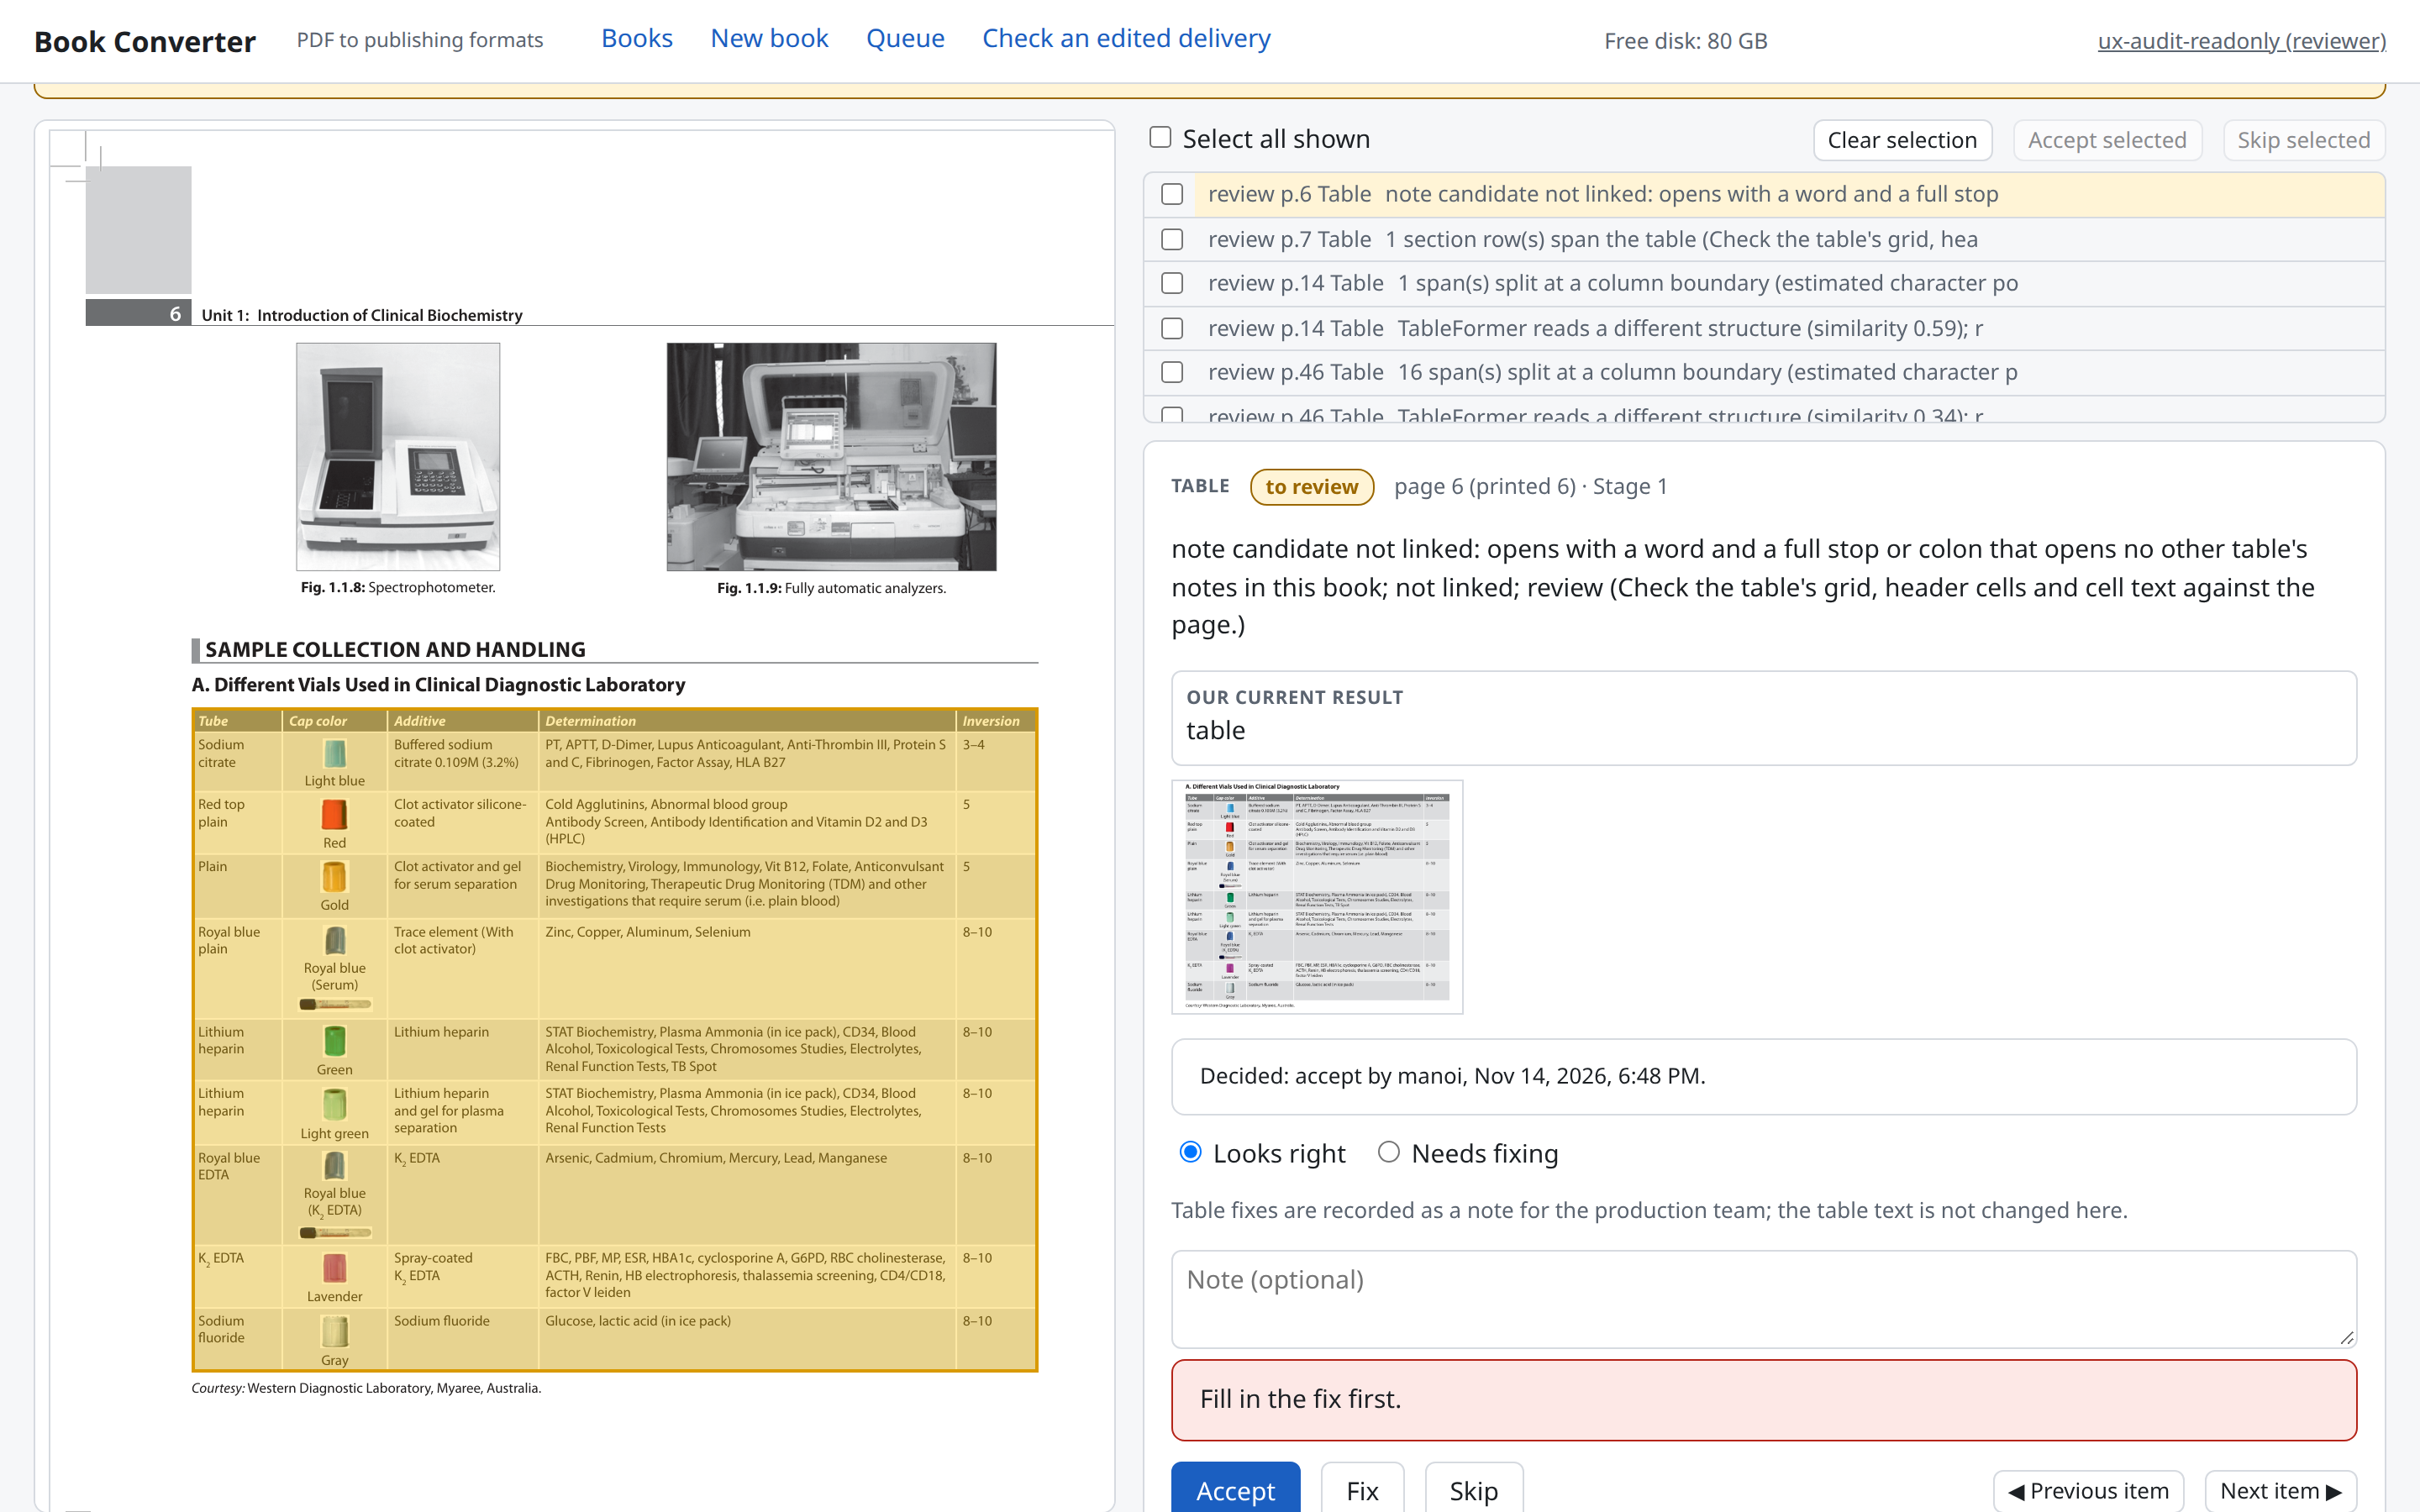 Book Converter
PDF to publishing formats
Books
New book
Queue
Check an edited delivery
Free disk: 80 GB
ux-audit-readonly (reviewer)
6
Unit 1: Introduction of Clinical Biochemistry
Fig. 1.1.8: Spectrophotometer.
Fig. 1.1.9: Fully automatic analyzers.
SAMPLE COLLECTION AND HANDLING
A. Different Vials Used in Clinical Diagnostic Laboratory
Tube Cap color Additive Determination Inversion
Sodium citrate
Light blue
Buffered sodium citrate 0.109M (3.2%)
PT, APTT, D-Dimer, Lupus Anticoagulant, Anti-Thrombin III, Protein S
and C, Fibrinogen, Factor Assay, HLA B27
3–4
Red top plain
Red
Clot activator silicone-coated
Cold Agglutinins, Abnormal blood group
Antibody Screen, Antibody Identification and Vitamin D2 and D3
(HPLC)
5
Plain
Gold
Clot activator and gel
for serum separation
Biochemistry, Virology, Immunology, Vit B12, Folate, Anticonvulsant
Drug Monitoring, Therapeutic Drug Monitoring (TDM) and other
investigations that require serum (i.e. plain blood)
5
Royal blue plain
Royal blue
(Serum)
Trace element (With
clot activator)
Zinc, Copper, Aluminum, Selenium
8–10
Lithium heparin
Green
Lithium heparin
STAT Biochemistry, Plasma Ammonia (in ice pack), CD34, Blood
Alcohol, Toxicological Tests, Chromosomes Studies, Electrolytes,
Renal Function Tests, TB Spot
8–10
Lithium heparin
Light green
Lithium heparin
and gel for plasma
separation
STAT Biochemistry, Plasma Ammonia (in ice pack), CD34, Blood
Alcohol, Toxicological Tests, Chromosomes Studies, Electrolytes,
Renal Function Tests
8–10
Royal blue EDTA
Royal blue
(K2 EDTA)
K2 EDTA
Arsenic, Cadmium, Chromium, Mercury, Lead, Manganese
8–10
K2 EDTA
Lavender
Spray-coated
K2 EDTA
FBC, PBF, MP, ESR, HBA1c, cyclosporine A, G6PD, RBC cholinesterase,
ACTH, Renin, HB electrophoresis, thalassemia screening, CD4/CD18,
factor V leiden
8–10
Sodium fluoride
Gray
Sodium fluoride
Glucose, lactic acid (in ice pack)
8–10
Courtesy: Western Diagnostic Laboratory, Myaree, Australia.
Select all shown
Clear selection
Accept selected
Skip selected
review p.6 Table note candidate not linked: opens with a word and a full stop
review p.7 Table 1 section row(s) span the table (Check the table's grid, hea
review p.14 Table 1 span(s) split at a column boundary (estimated character po
review p.14 Table TableFormer reads a different structure (similarity 0.59); r
review p.46 Table 16 span(s) split at a column boundary (estimated character p
review p.46 Table TableFormer reads a different structure (similarity 0.34); r
TABLE
to review
page 6 (printed 6) · Stage 1
note candidate not linked: opens with a word and a full stop or colon that opens no other table's
notes in this book; not linked; review (Check the table's grid, header cells and cell text against the
page.)
OUR CURRENT RESULT
table
A. Different Vials Used in Clinical Diagnostic Laboratory
Decided: accept by manoi, Nov 14, 2026, 6:48 PM.
Looks right
Needs fixing
Table fixes are recorded as a note for the production team; the table text is not changed here.
Note (optional)
Fill in the fix first.
Accept
Fix
Skip
◀ Previous item
Next item ▶